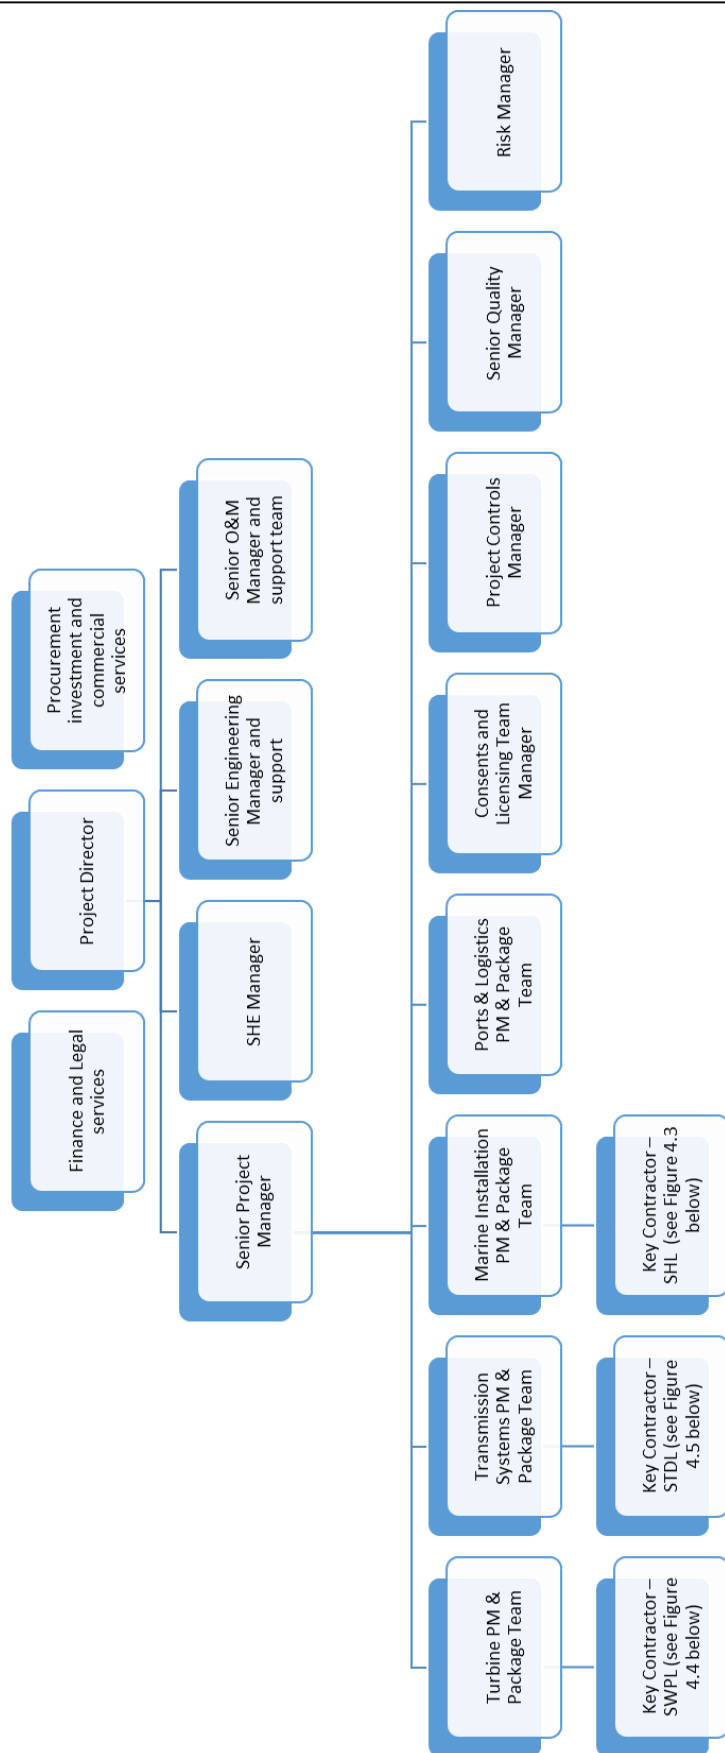 Finance and Legal
services
Project Director
Procurement
investment and
commercial
services
Senior Project
Manager
SHE Manager
Senior Engineering
Manager and
support
Senior O&M
Manager and
support team
Turbine PM &
Package Team
Transmission
Systems PM &
Package Team
Marine Installation
PM & Package
Team
Ports & Logistics
PM & Package
Team
Consents and
Licensing Team
Manager
Project Controls
Manager
Senior Quality
Manager
Risk Manager
Key Contractor –
SWPL (see Figure
4.4 below)
Key Contractor –
STDL (see Figure
4.5 below)
Key Contractor –
SHL (see Figure 4.3
below)